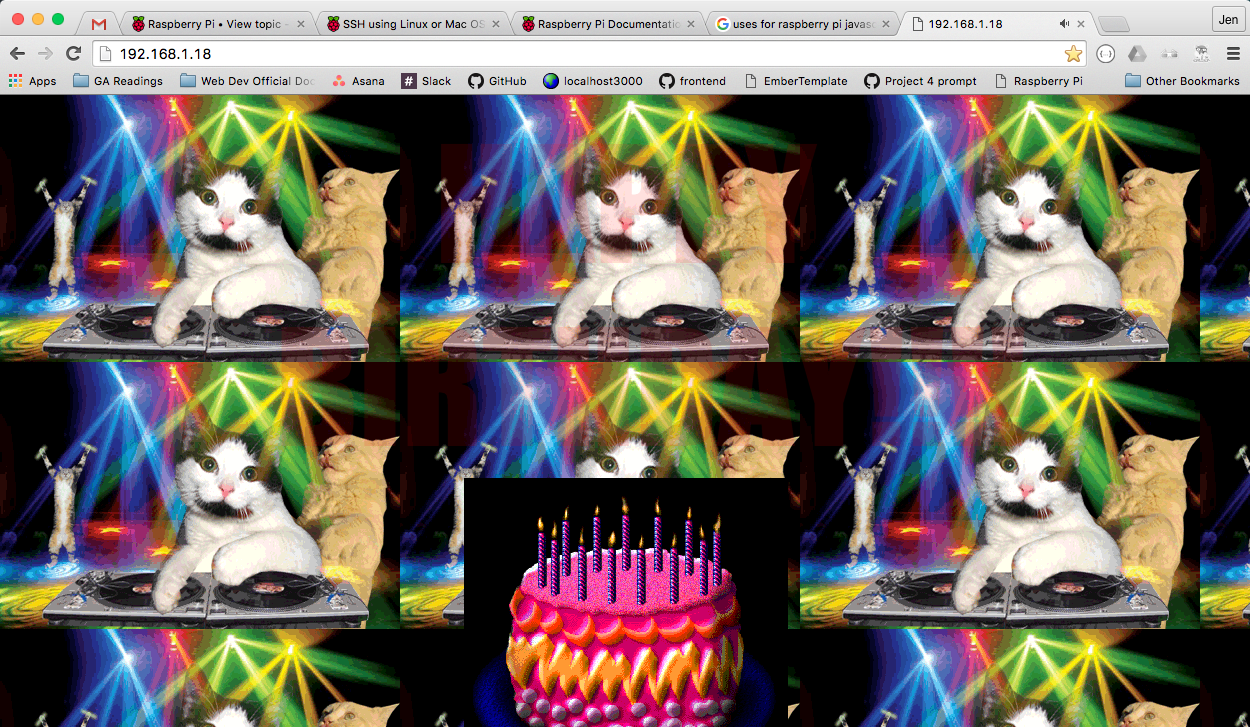 Raspberry Pi • View topic -
SSH using Linux or Mac OS
Raspberry Pi Documentatio
uses for raspberry pi javasc
192.168.1.18
Jen
192.168.1.18
Apps
GA Readings
Web Dev Official Doc
Asana
# Slack
GitHub
localhost3000
frontend
EmberTemplate
Project 4 prompt
Raspberry Pi
Other Bookmarks
BIRTHDAY